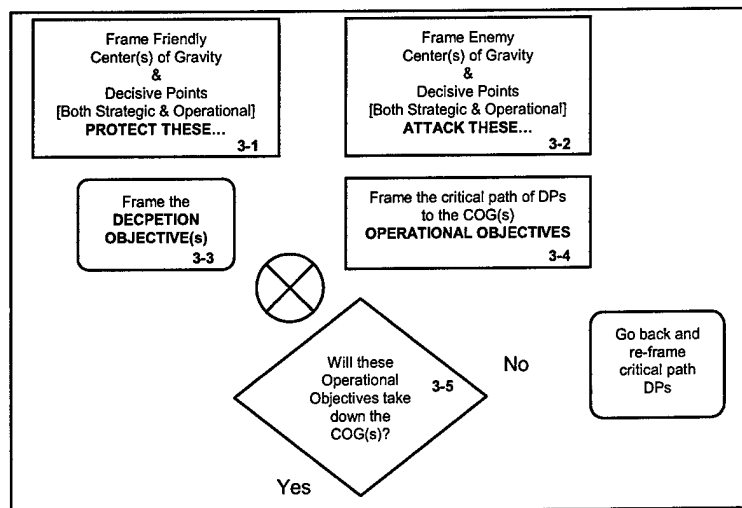 Frame Friendly
Center(s) of Gravity
&
Decisive Points
[Both Strategic & Operational]
PROTECT THESE...
3-1
Frame Enemy
Center(s) of Gravity
&
Decisive Points
[Both Strategic & Operational]
ATTACK THESE...
3-2
Frame the
DECPETION
OBJECTIVE(s)
3-3
Frame the critical path of DPs
to the COG(s)
OPERATIONAL OBJECTIVES
3-4
Will these
Operational
Objectives take
down the
COG(s)?
3-5
No
Go back and
re-frame
critical path
DPs
Yes